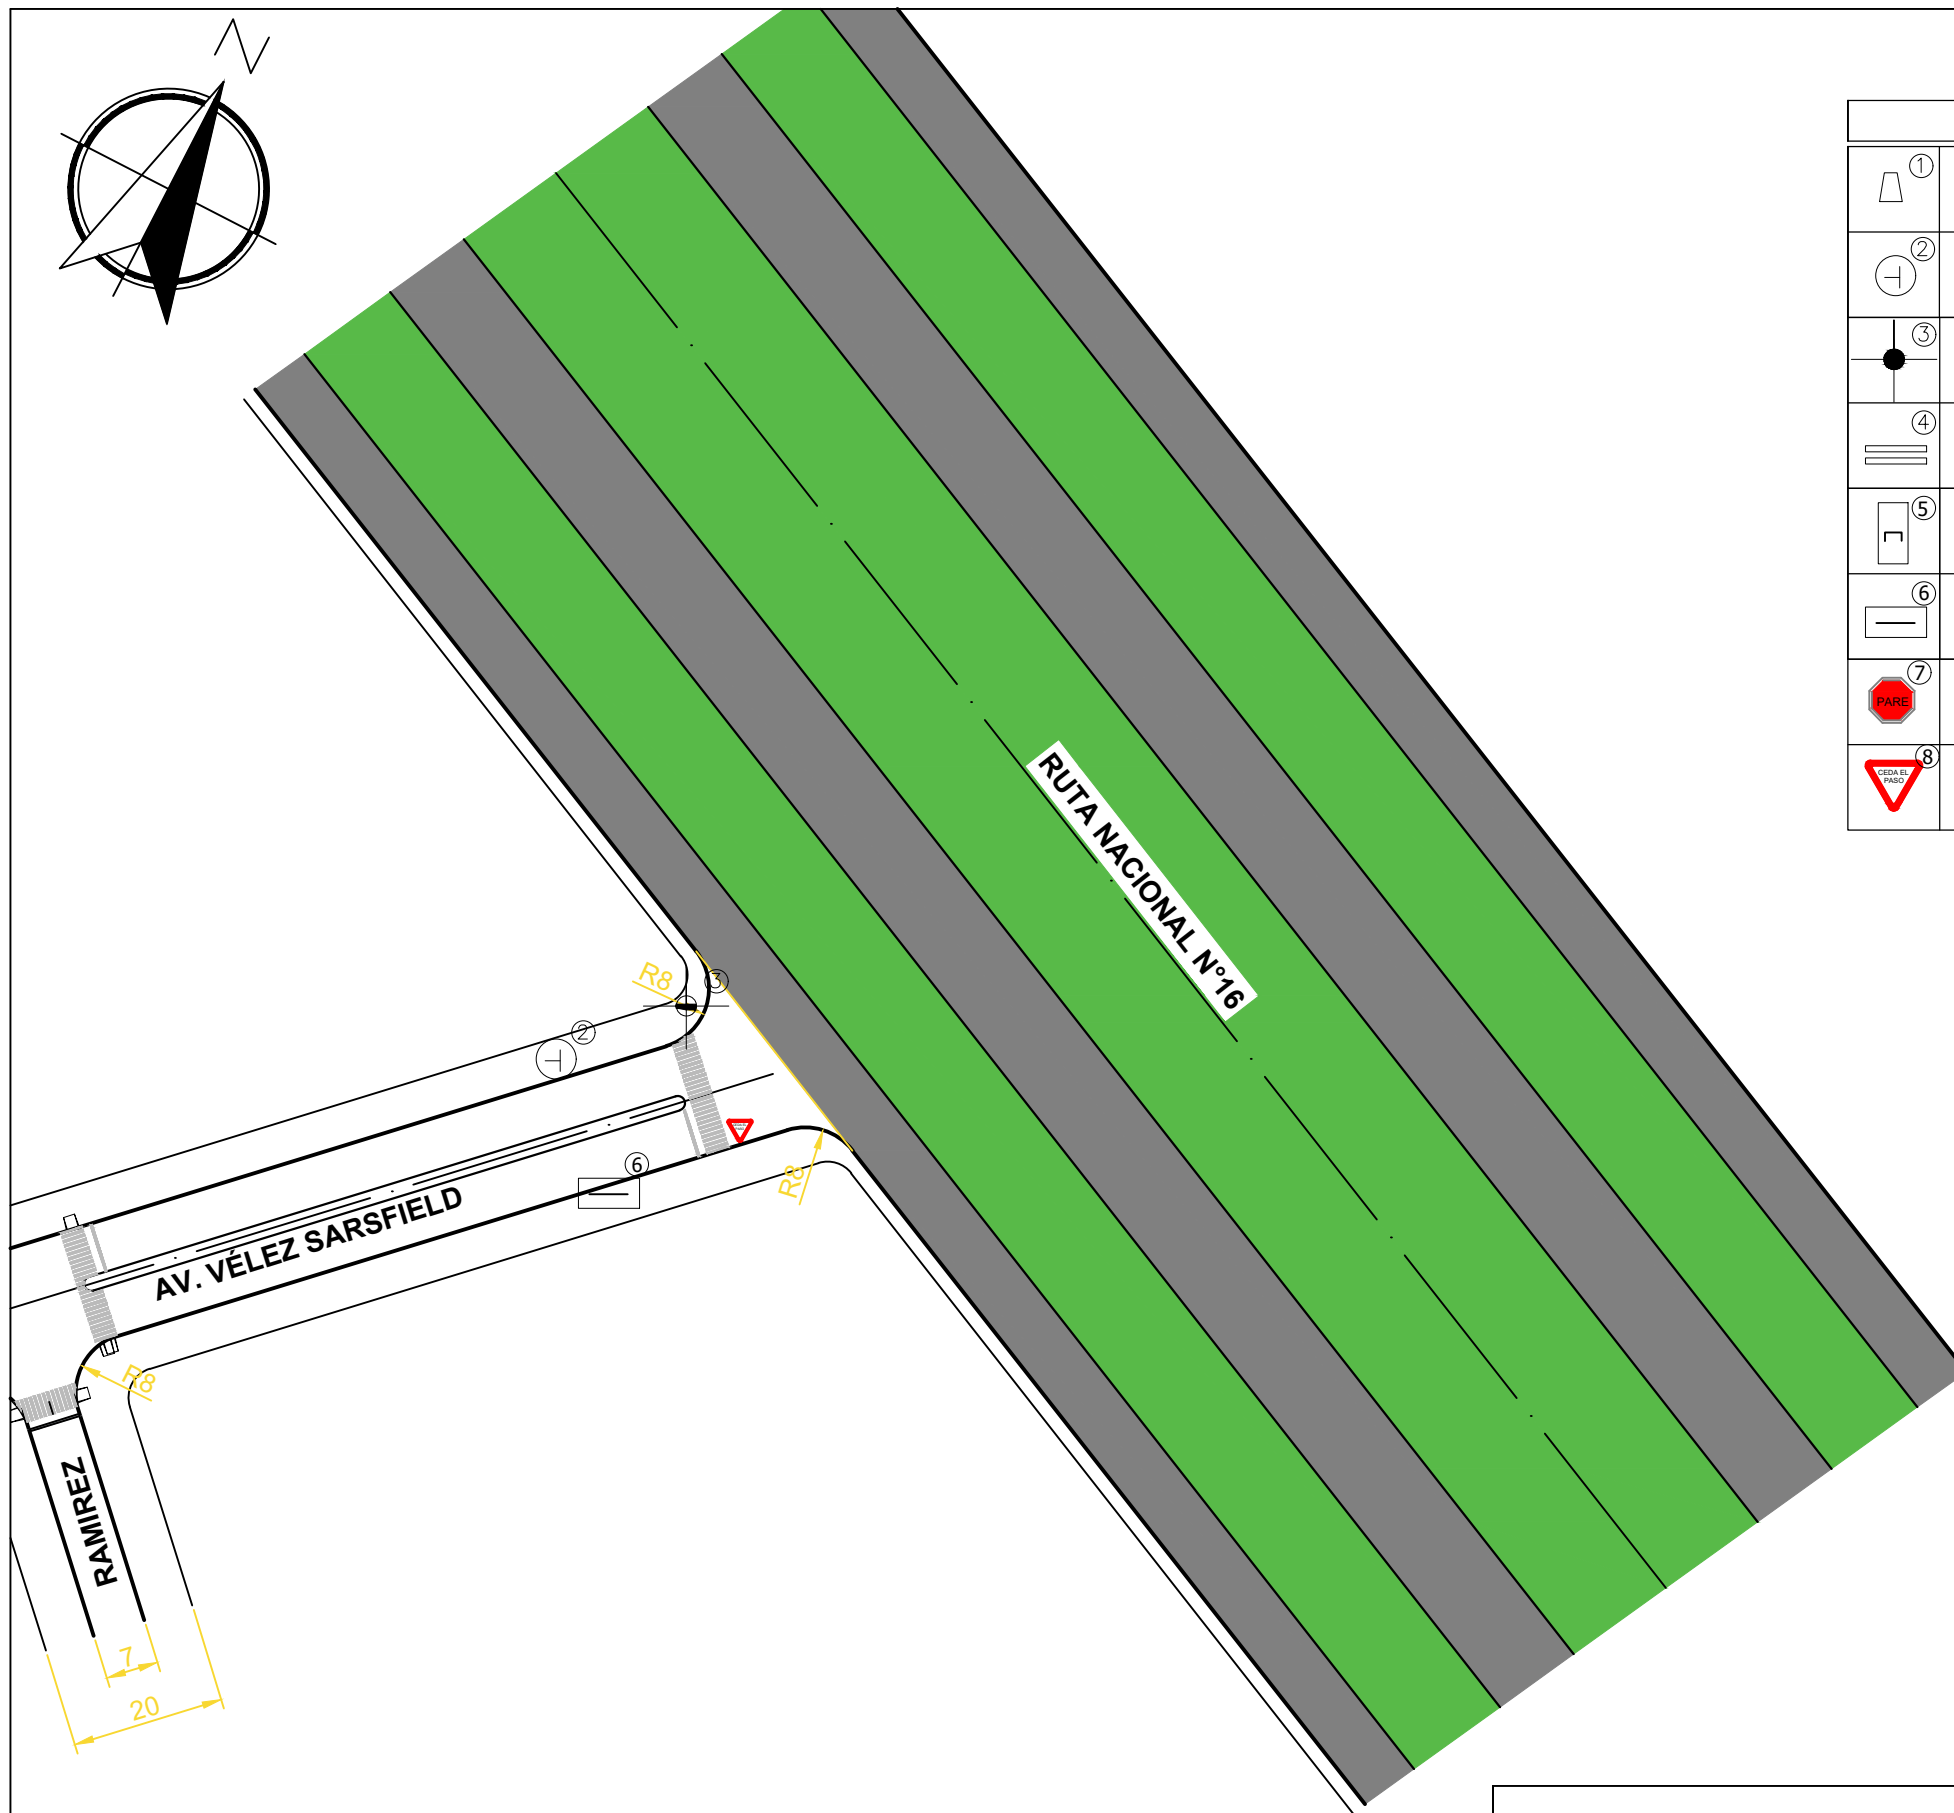 N
①
②
③
④
⑤
⑥
PARE
⑦
CEDA EL
PASO
⑧
RUTA NACIONAL N°16
R8
③
②
⑥
R8
AV. VÉLEZ SARSFIELD
R8
RAMIREZ
7
20